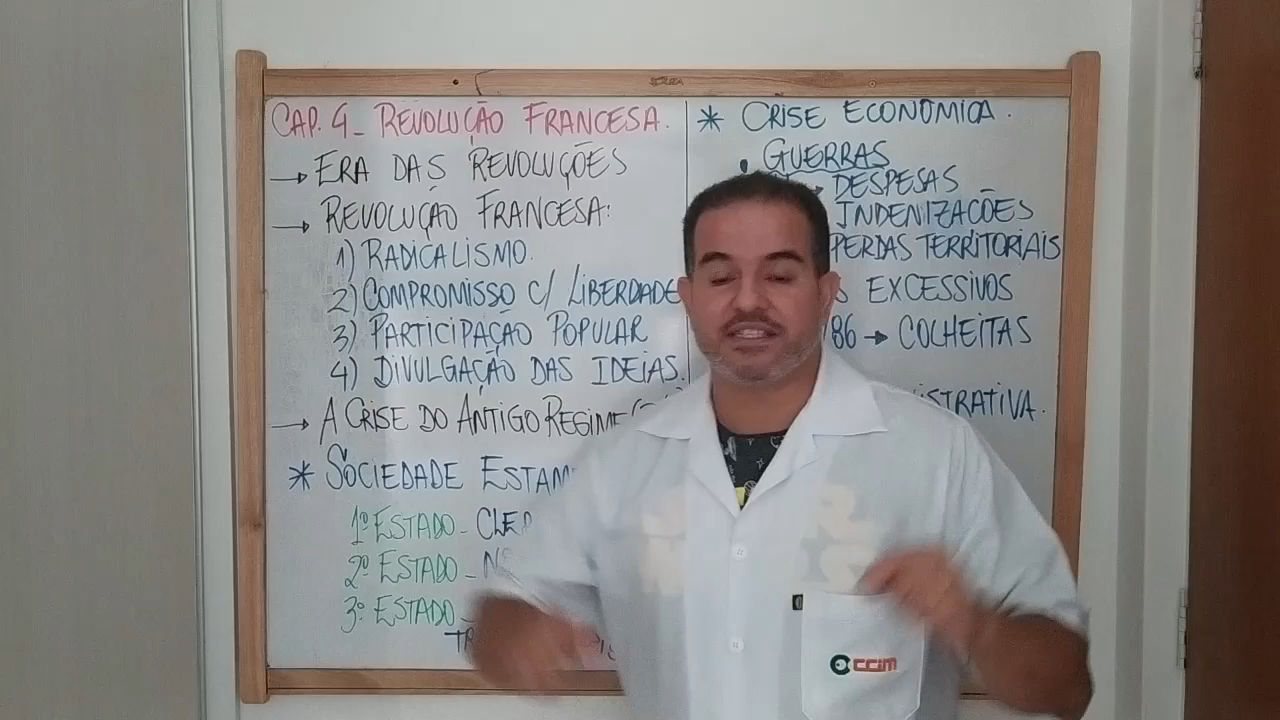 CAP. 4_ REVOLUÇÃO FRANCESA.
→ ERA DAS REVOLUÇÕES
→ REVOLUÇÃO FRANCESA:
1) RADICALISMO.
2) COMPROMISSO C/ LIBERDADE
3) PARTICIPAÇÃO POPULAR
4) DIVULGAÇÃO DAS IDEIAS.
→ A CRISE DO ANTIGO REGIME
* SOCIEDADE ESTAM
1º ESTADO - CLER
2º ESTADO - N
3º ESTADO -
* CRISE ECONÔMICA.
• GUERRAS
→ DESPESAS
INDENIZAÇÕES
PERDAS TERRITORIAIS
EXCESSIVOS
86 → COLHEITAS
ISTRATIVA.
CCIM